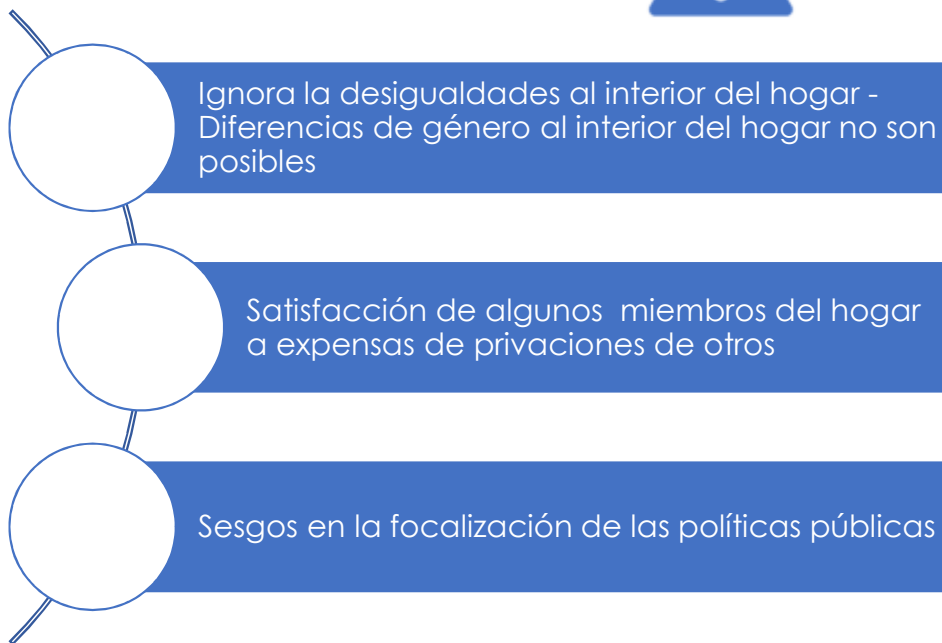 Ignora la desigualdades al interior del hogar -
Diferencias de género al interior del hogar no son
posibles
Satisfacción de algunos miembros del hogar
a expensas de privaciones de otros
Sesgos en la focalización de las políticas públicas